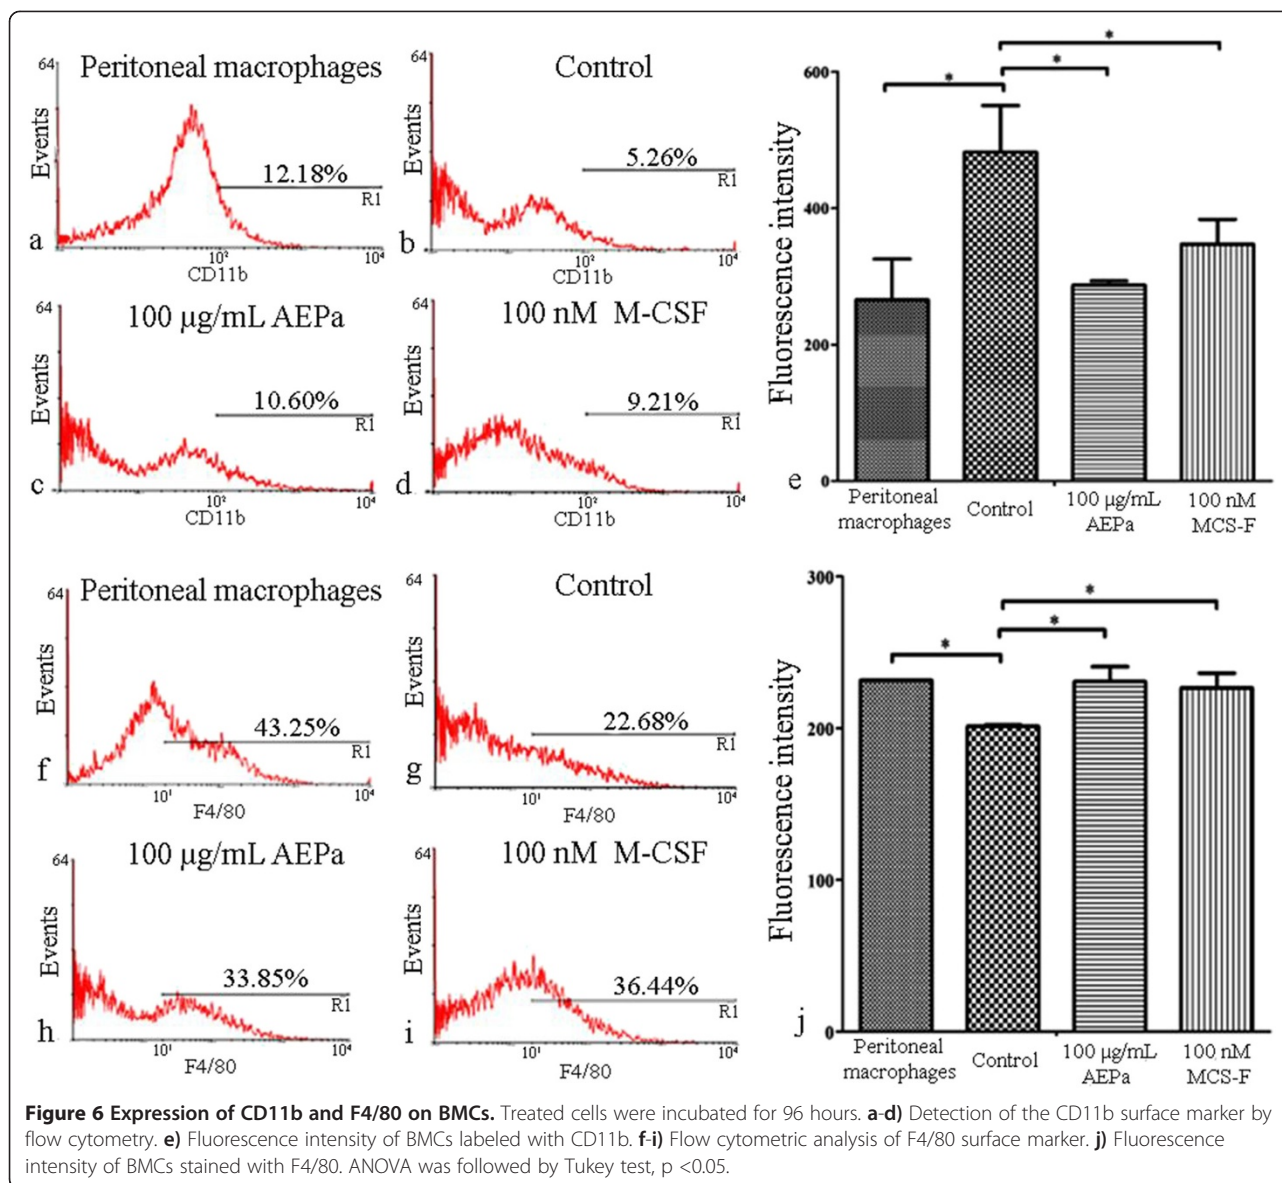 64
Peritoneal macrophages
Events
12.18%
R1
a
10²
10⁴
CD11b
64
Control
Events
5.26%
R1
b
10²
10⁴
CD11b
64
100 µg/mL AEPa
Events
10.60%
R1
c
10²
10⁴
CD11b
64
100 nM M-CSF
Events
9.21%
R1
d
10²
10⁴
CD11b
*
*
*
600
400
200
0
Fluorescence intensity
e
Peritoneal
macrophages
Control
100 µg/mL
AEPa
100 nM
MCS-F
64
Peritoneal macrophages
Events
43.25%
R1
f
10¹
10⁴
F4/80
64
Control
Events
22.68%
R1
g
10¹
10⁴
F4/80
64
100 µg/mL AEPa
Events
33.85%
R1
h
10¹
10⁴
F4/80
64
100 nM M-CSF
Events
36.44%
R1
i
10¹
10⁴
F4/80
*
*
*
300
200
100
0
Fluorescence intensity
j
Peritoneal
macrophages
Control
100 µg/mL
AEPa
100 nM
MCS-F
Figure 6 Expression of CD11b and F4/80 on BMCs. Treated cells were incubated for 96 hours. a-d) Detection of the CD11b surface marker by
flow cytometry. e) Fluorescence intensity of BMCs labeled with CD11b. f-i) Flow cytometric analysis of F4/80 surface marker. j) Fluorescence
intensity of BMCs stained with F4/80. ANOVA was followed by Tukey test, p <0.05.